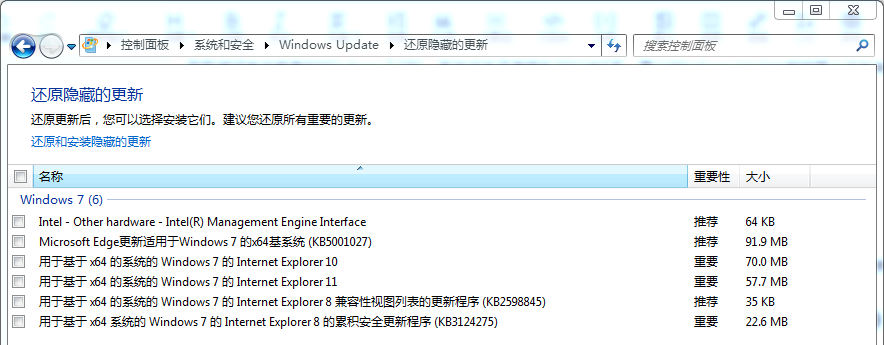 控制面板 系统和安全 Windows Update 还原隐藏的更新 搜索控制面板
还原隐藏的更新
还原更新后，您可以选择安装它们。建议您还原所有重要的更新。
还原和安装隐藏的更新
名称 重要性 大小
Windows 7 (6)
Intel - Other hardware - Intel(R) Management Engine Interface 推荐 64 KB
Microsoft Edge更新适用于Windows 7 的x64基系统 (KB5001027) 推荐 91.9 MB
用于基于 x64 的系统的 Windows 7 的 Internet Explorer 10 重要 70.0 MB
用于基于 x64 的系统的 Windows 7 的 Internet Explorer 11 重要 57.7 MB
用于基于 x64 的系统的 Windows 7 的 Internet Explorer 8 兼容性视图列表的更新程序 (KB2598845) 推荐 35 KB
用于基于 x64 系统的 Windows 7 的 Internet Explorer 8 的累积安全更新程序 (KB3124275) 重要 22.6 MB